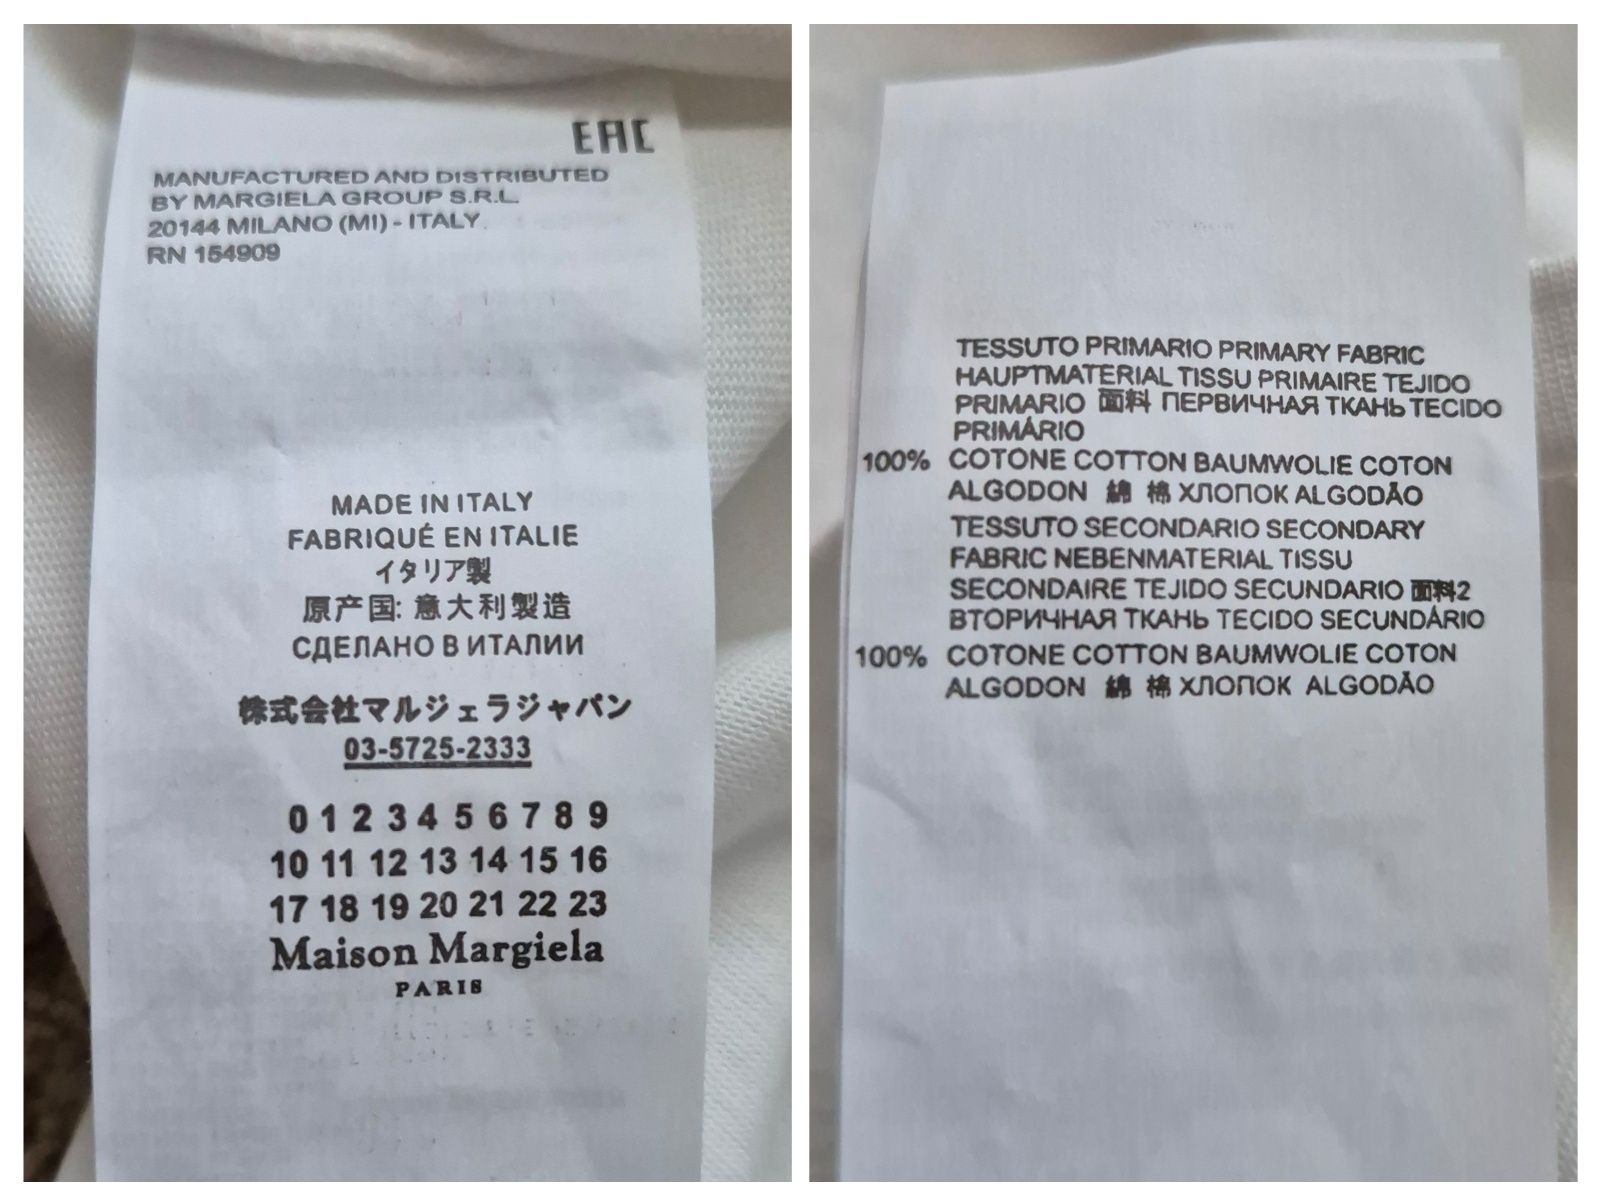 EAC
MANUFACTURED AND DISTRIBUTED
BY MARGIELA GROUP S.R.L.
20144 MILANO (MI) - ITALY
RN 154909
MADE IN ITALY
FABRIQUÉ EN ITALIE
イタリア製
原产国: 意大利製造
СДЕЛАНО В ИТАЛИИ
株式会社マルジェラジャパン
03-5725-2333
0 1 2 3 4 5 6 7 8 9
10 11 12 13 14 15 16
17 18 19 20 21 22 23
Maison Margiela
PARIS
TESSUTO PRIMARIO PRIMARY FABRIC
HAUPTMATERIAL TISSU PRIMAIRE TEJIDO
PRIMARIO 面料 ПЕРВИЧНАЯ ТКАНЬ TECIDO
PRIMÁRIO
100% COTONE COTTON BAUMWOLIE COTON
ALGODON 綿 棉 ХЛОПОК ALGODÃO
TESSUTO SECONDARIO SECONDARY
FABRIC NEBENMATERIAL TISSU
SECONDAIRE TEJIDO SECUNDARIO 面料2
ВТОРИЧНАЯ ТКАНЬ TECIDO SECUNDÁRIO
100% COTONE COTTON BAUMWOLIE COTON
ALGODON 綿 棉 ХЛОПОК ALGODÃO